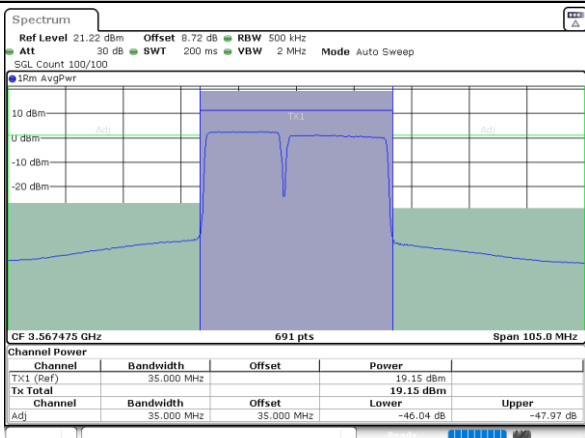 Spectrum
Ref Level 21.22 dBm Offset 8.72 dB RBW 500 kHz
Att 30 dB SWT 200 ms VBW 2 MHz Mode Auto Sweep
SGL Count 100/100
1Rm AvgPwr
10 dBm
TX1
Adj Adj
0 dBm
-10 dBm
-20 dBm
CF 3.567475 GHz 691 pts Span 105.0 MHz
Channel Power
Channel Bandwidth Offset Power
TX1 (Ref) 35.000 MHz 19.15 dBm
Tx Total 19.15 dBm
Channel Bandwidth Offset Lower Upper
Adj 35.000 MHz 35.000 MHz -46.04 dB -47.97 dB